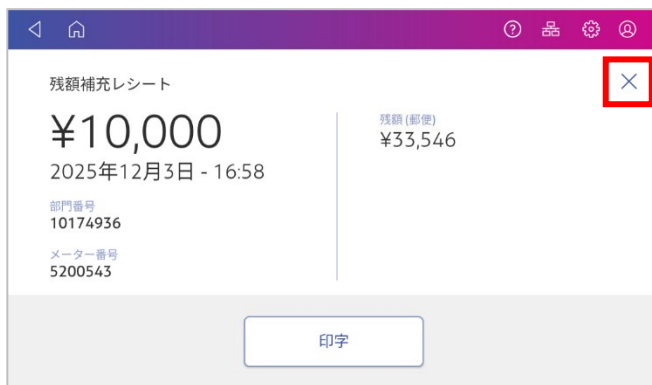 残額補充レシート
¥10,000
2025年12月3日 - 16:58
部門番号
10174936
メーター番号
5200543
残額 (郵便)
¥33,546
印字